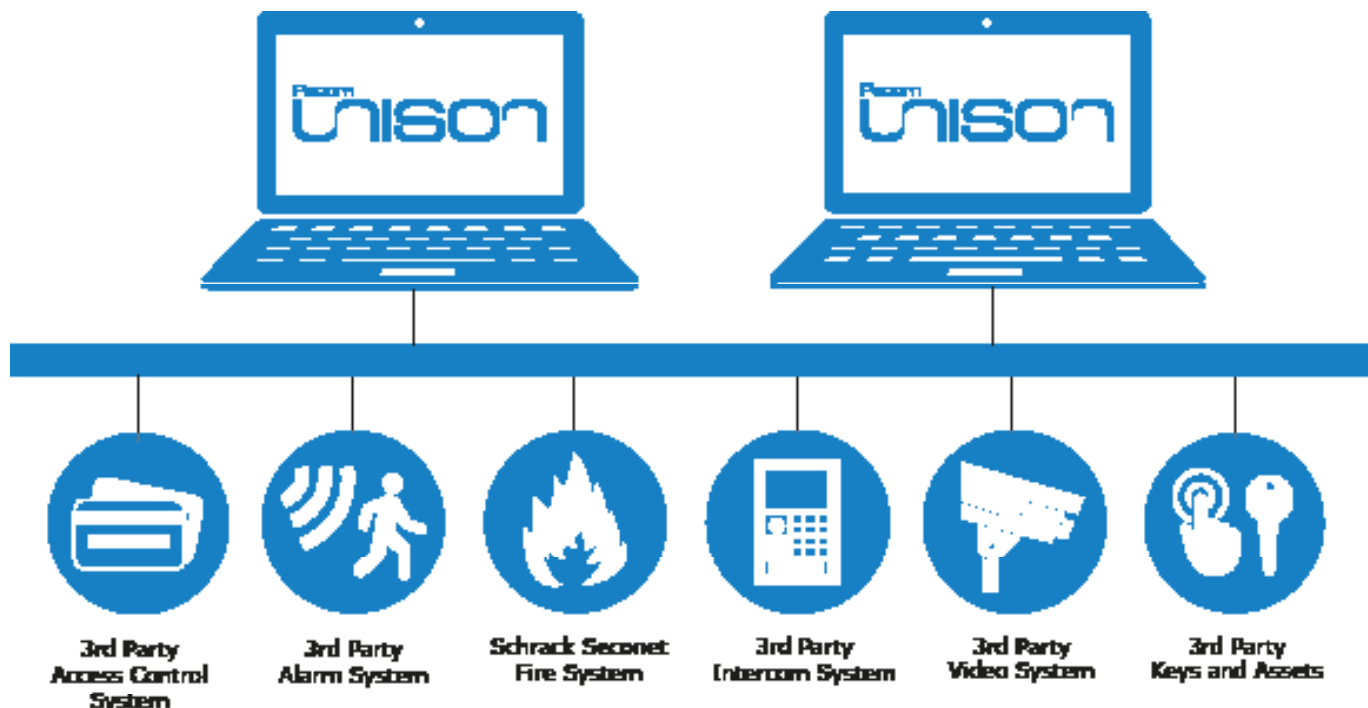 Pacom
Unison
Pacom
Unison
3rd Party
Access Control
System
3rd Party
Alarm System
Schrack Seconet
Fire System
3rd Party
Intercom System
3rd Party
Video System
3rd Party
Keys and Assets